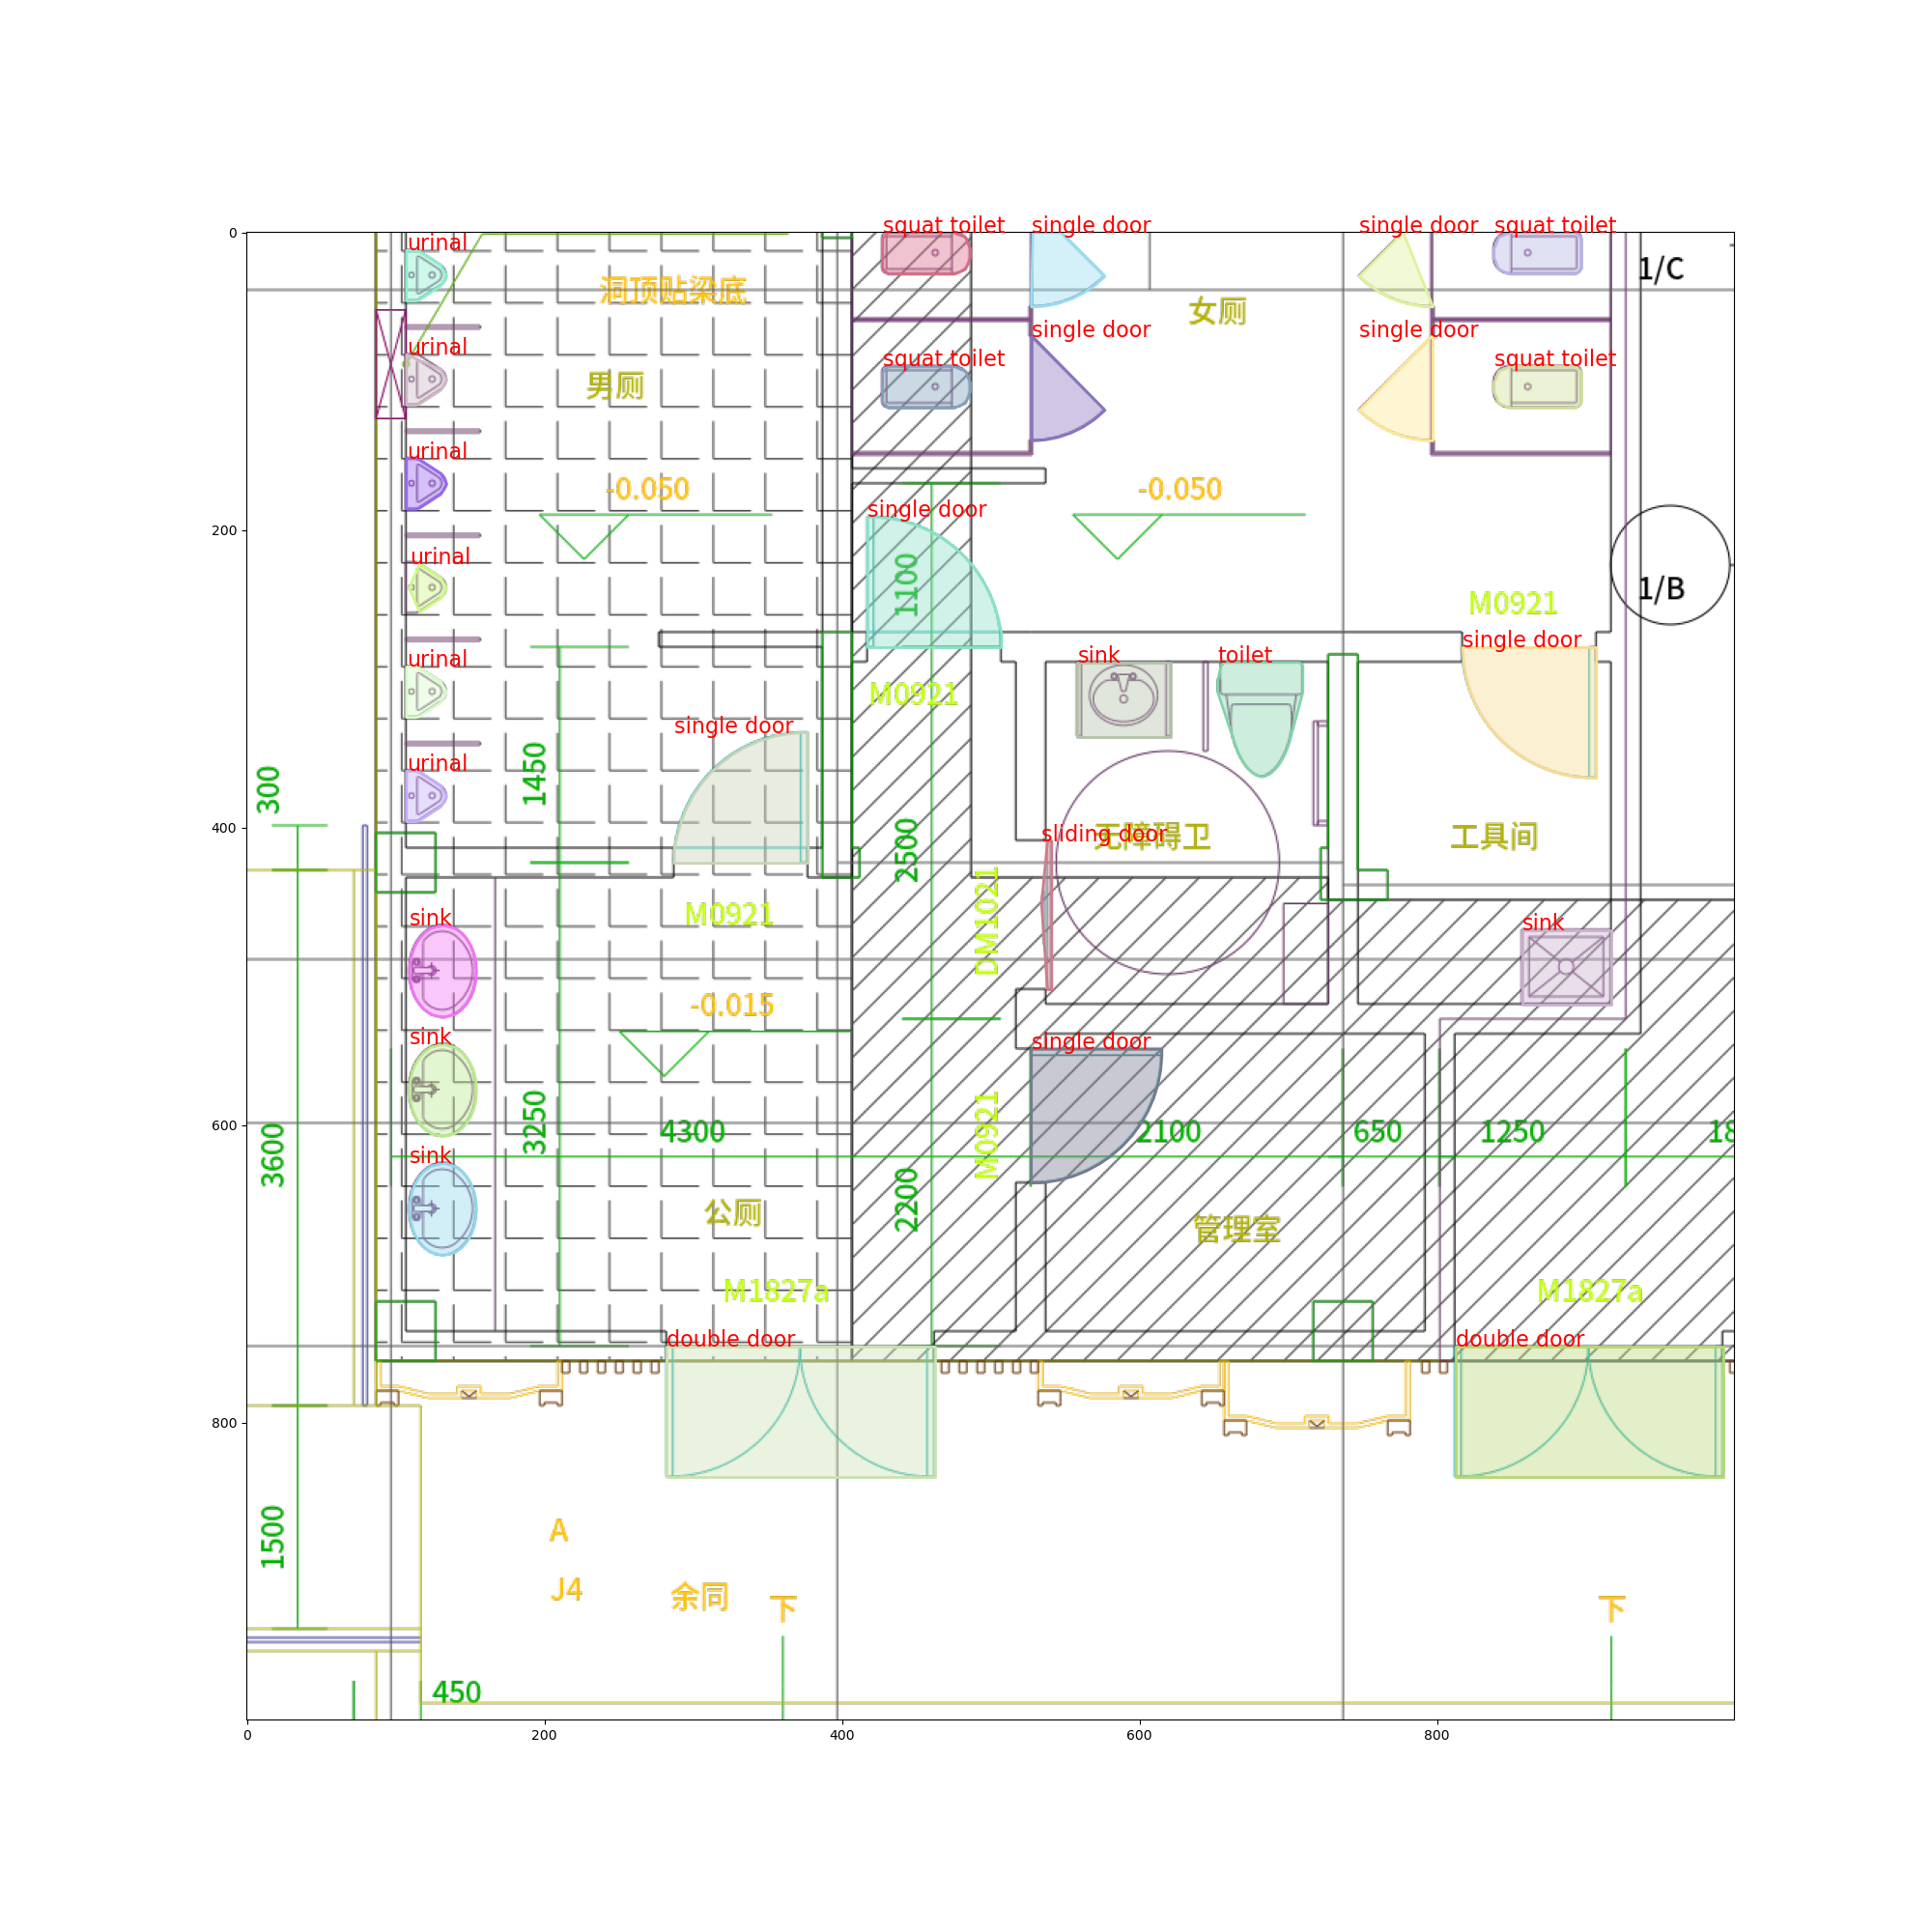 0
200
400
600
800
0
200
400
600
800
squat toilet
single door
single door
squat toilet
urinal
1/C
洞顶贴梁底
女厕
urinal
single door
single door
squat toilet
squat toilet
男厕
urinal
-0.050
-0.050
single door
urinal
1100
M0921
1/B
urinal
sink
toilet
single door
M0921
single door
urinal
300
1450
sliding door
无障碍卫
工具间
2500
sink
M0921
DM1021
sink
-0.015
sink
single door
3600
3250
4300
M0921
2100
650
1250
18
sink
2200
公厕
管理室
M1827a
M1827a
double door
double door
1500
A
J4
余同
下
下
450